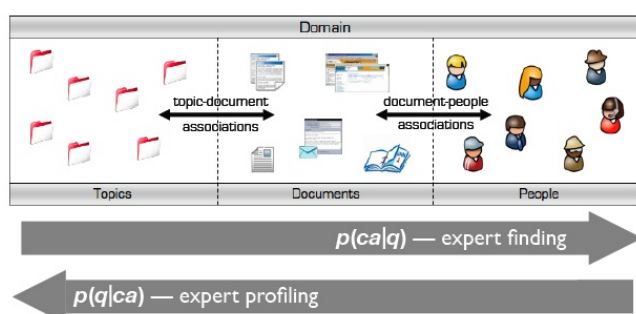 Domain
topic-document
associations
document-people
associations
Topics
Documents
People
p(ca|q) — expert finding
p(q|ca) — expert profiling